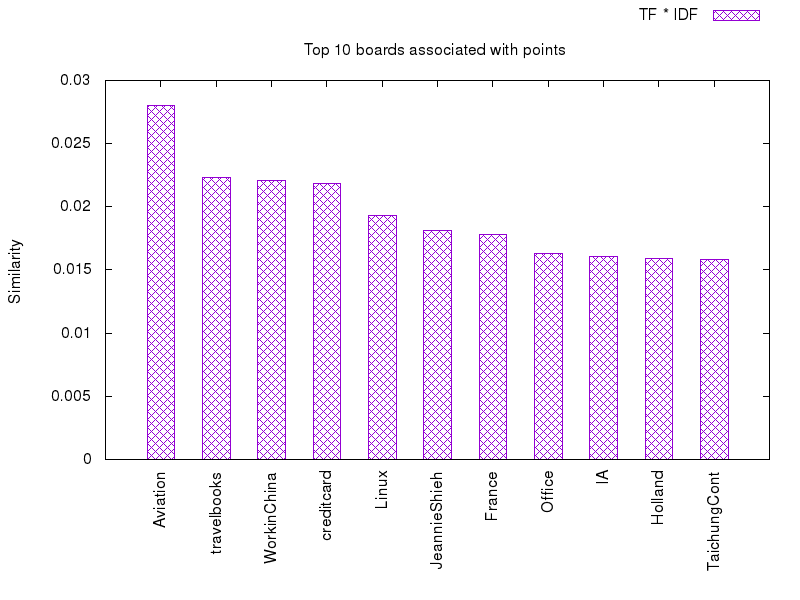 TF * IDF
Top 10 boards associated with points
0.03
0.025
0.02
0.015
0.01
0.005
0
Similarity
Aviation
travelbooks
WorkinChina
creditcard
Linux
JeannieShieh
France
Office
IA
Holland
TaichungCont